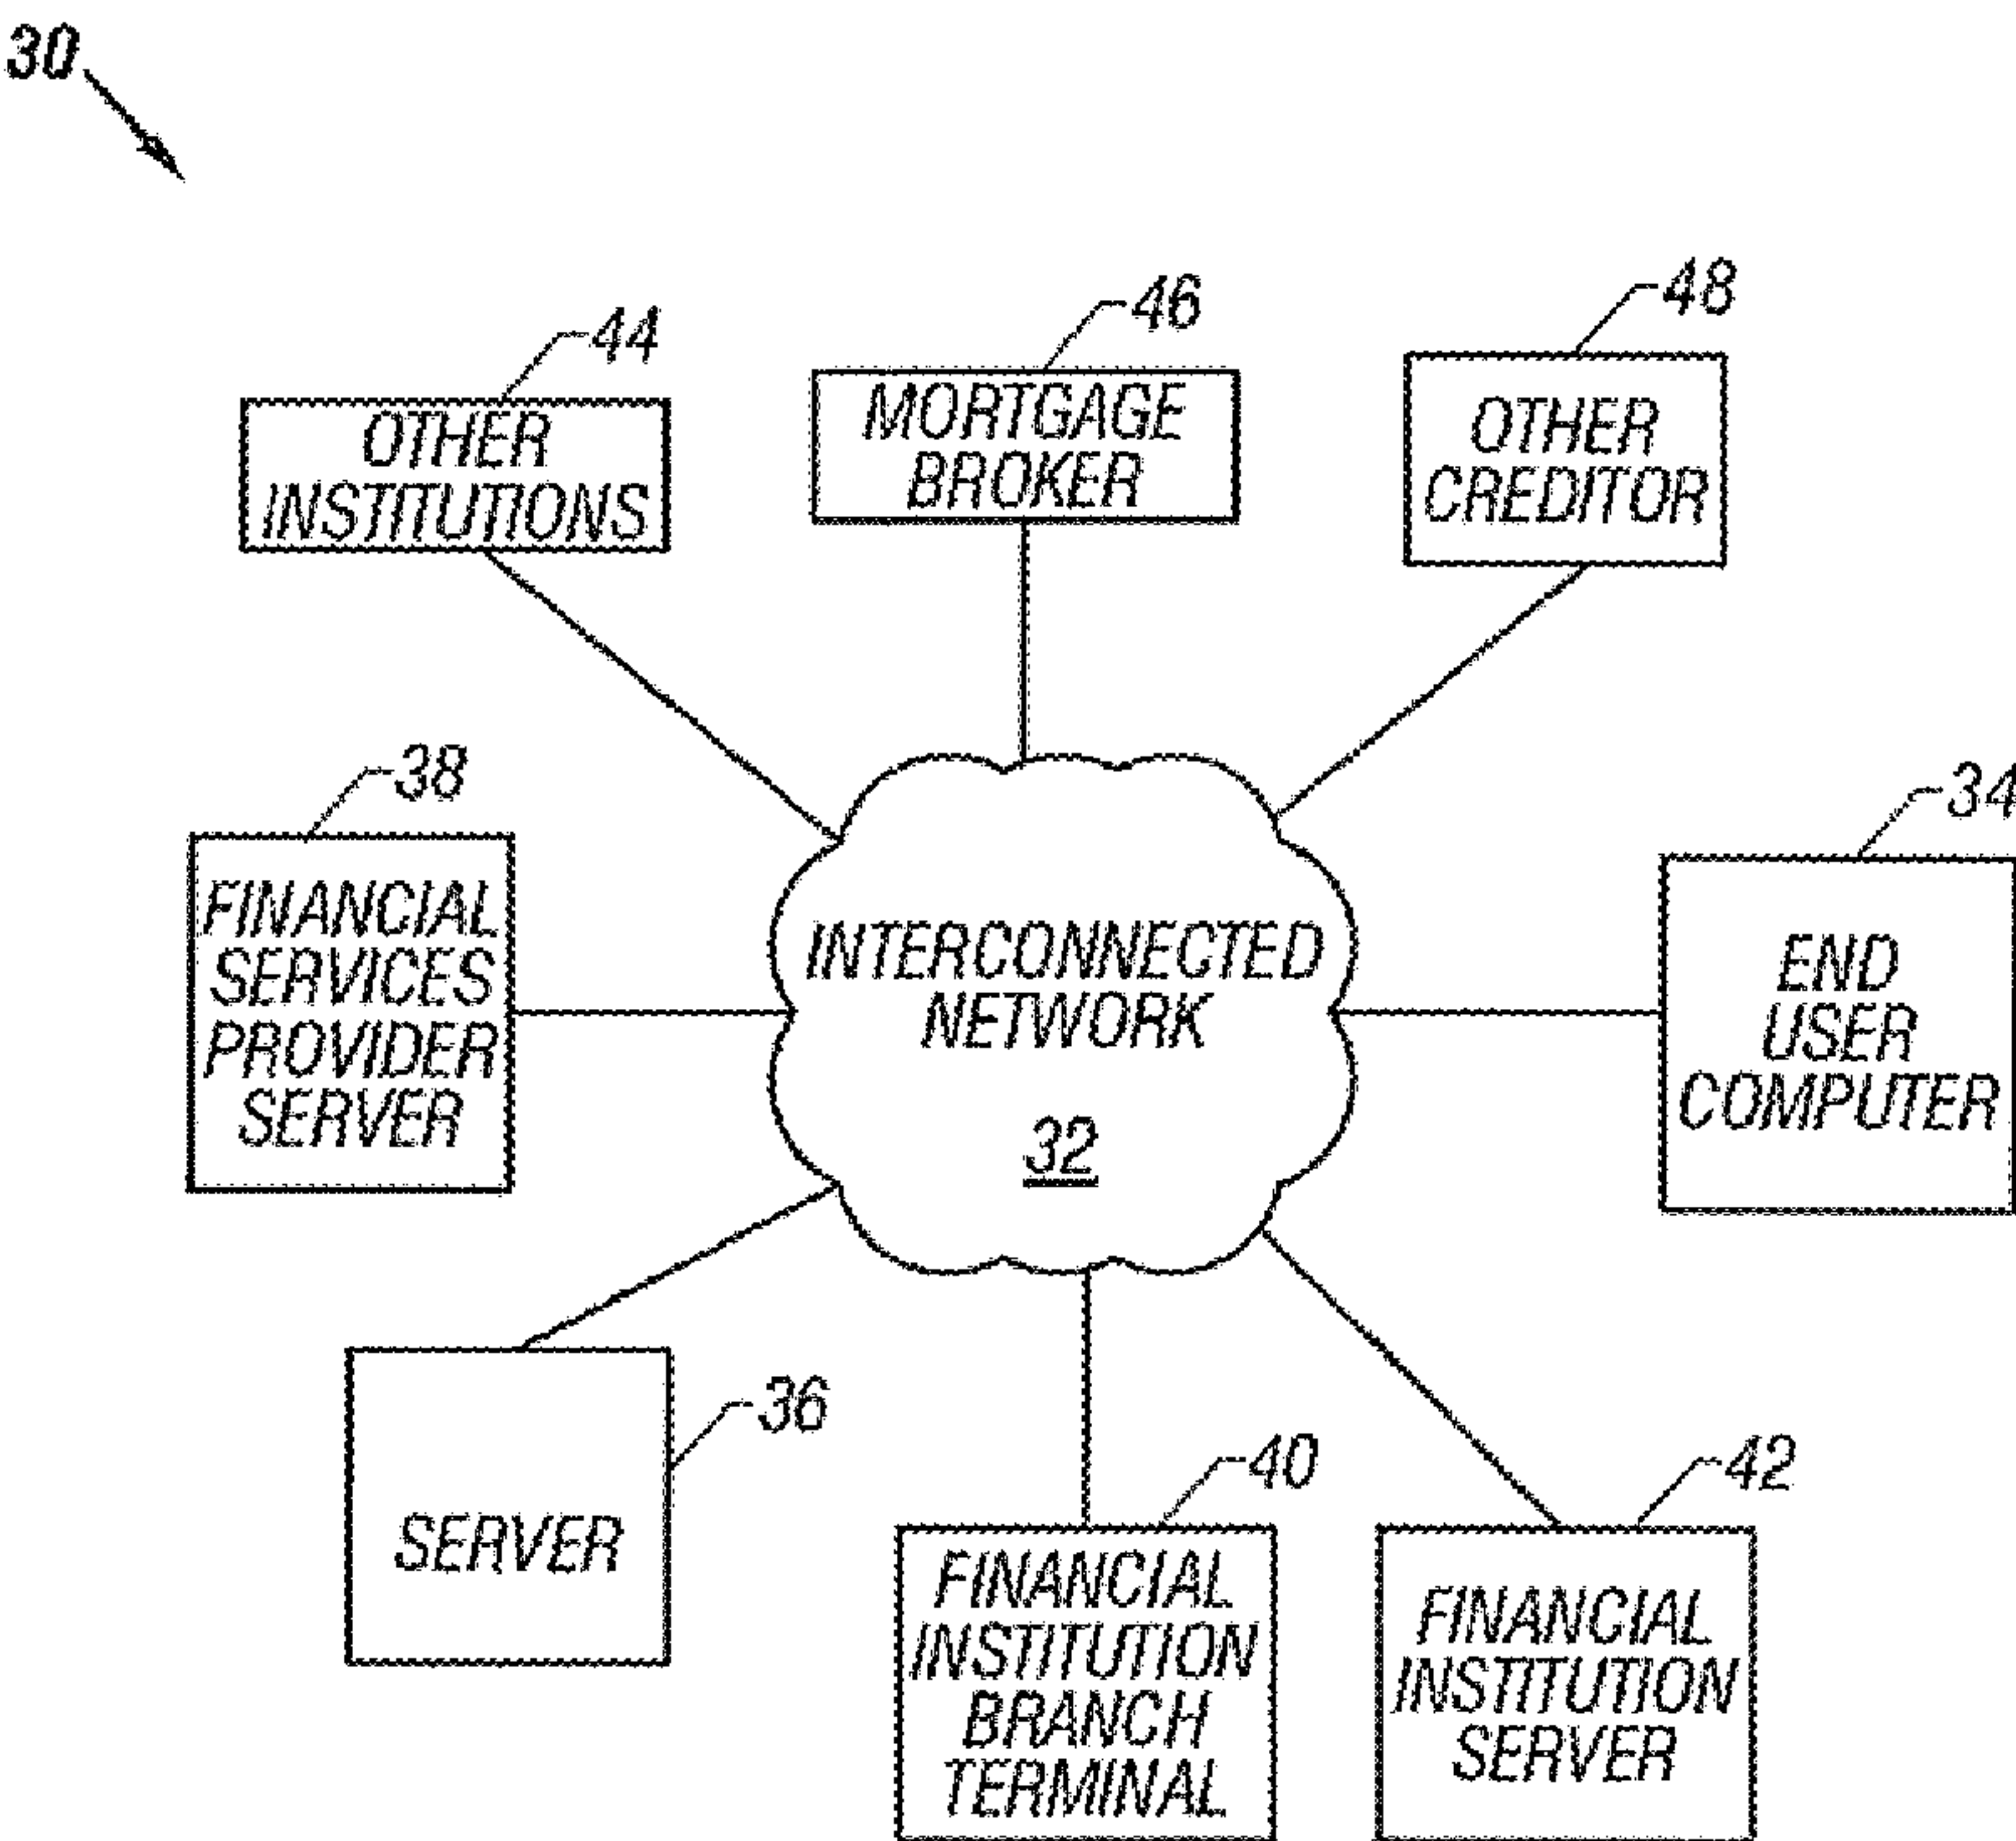 30
44
OTHER
INSTITUTIONS
46
MORTGAGE
BROKER
48
OTHER
CREDITOR
38
FINANCIAL
SERVICES
PROVIDER
SERVER
INTERCONNECTED
NETWORK
32
34
END
USER
COMPUTER
36
SERVER
40
FINANCIAL
INSTITUTION
BRANCH
TERMINAL
42
FINANCIAL
INSTITUTION
SERVER